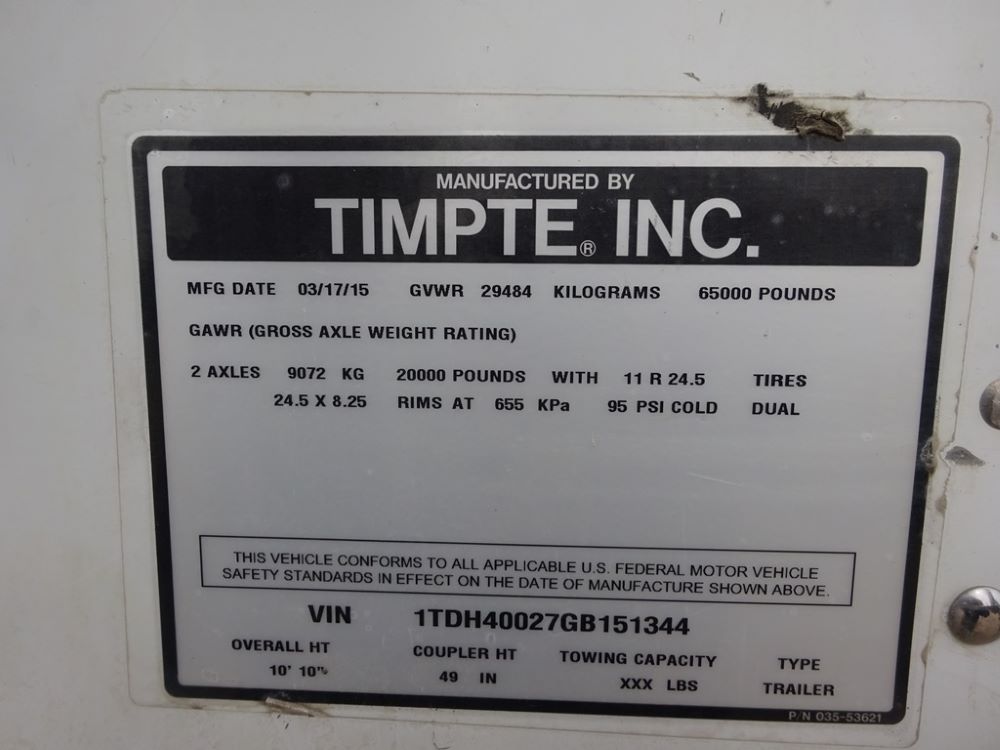 MANUFACTURED BY
TIMPTE® INC.
MFG DATE 03/17/15 GVWR 29484 KILOGRAMS 65000 POUNDS
GAWR (GROSS AXLE WEIGHT RATING)
2 AXLES 9072 KG 20000 POUNDS WITH 11 R 24.5 TIRES
24.5 X 8.25 RIMS AT 655 KPa 95 PSI COLD DUAL
THIS VEHICLE CONFORMS TO ALL APPLICABLE U.S. FEDERAL MOTOR VEHICLE
SAFETY STANDARDS IN EFFECT ON THE DATE OF MANUFACTURE SHOWN ABOVE.
VIN 1TDH40027GB151344
OVERALL HT COUPLER HT TOWING CAPACITY TYPE
10' 10" 49 IN XXX LBS TRAILER
P/N 035-53621